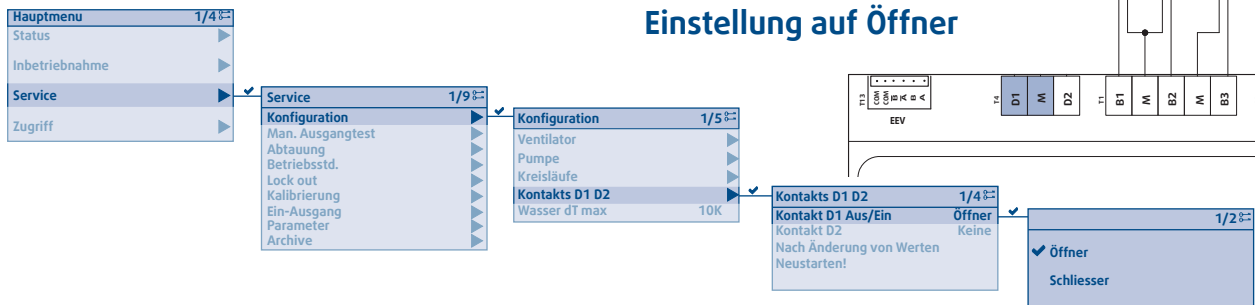 Einstellung auf Öffner
Hauptmenu 1/4
Status
Inbetriebnahme
Service
Zugriff
Service 1/9
Konfiguration
Man. Ausgangtest
Abtauung
Betriebsstd.
Lock out
Kalibrierung
Ein-Ausgang
Parameter
Archive
Konfiguration 1/5
Ventilator
Pumpe
Kreisläufe
Kontakts D1 D2
Wasser dT max 10K
Kontakts D1 D2 1/4
Kontakt D1 Aus/Ein Öffner
Kontakt D2 Keine
Nach Änderung von Werten
Neustarten!
1/2
Öffner
Schliesser
T13
COM
COM
B̅
A̅
B
A
EEV
T4
D1
M
D2
T1
B1
M
B2
M
B3